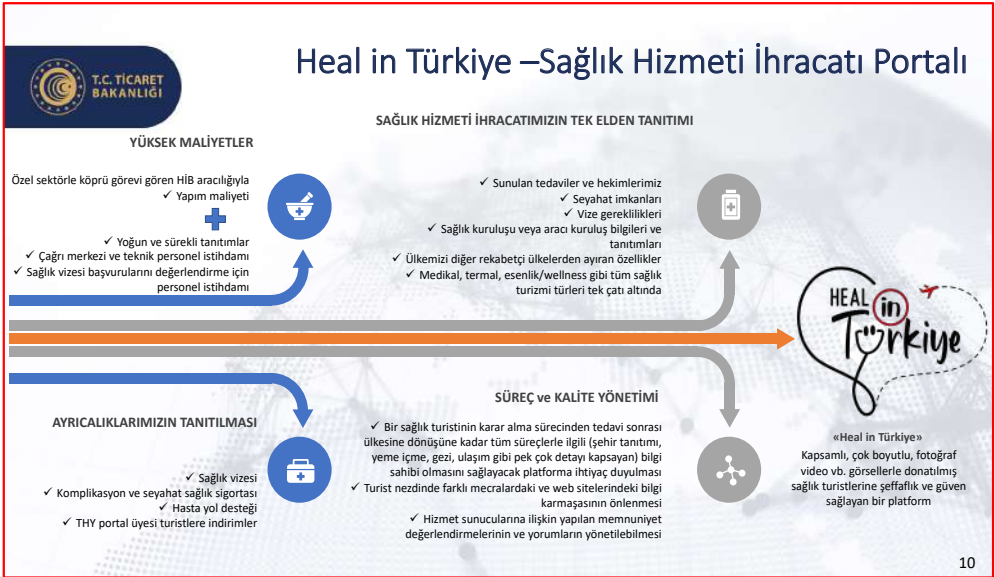 T.C. TİCARET
BAKANLIĞI
Heal in Türkiye –Sağlık Hizmeti İhracatı Portalı
YÜKSEK MALİYETLER
Özel sektörle köprü görevi gören HİB aracılığıyla
✓ Yapım maliyeti
✓ Yoğun ve sürekli tanıtımlar
✓ Çağrı merkezi ve teknik personel istihdamı
✓ Sağlık vizesi başvurularını değerlendirme için
personel istihdamı
SAĞLIK HİZMETİ İHRACATIMIZIN TEK ELDEN TANITIMI
✓ Sunulan tedaviler ve hekimlerimiz
✓ Seyahat imkanları
✓ Vize gereklilikleri
✓ Sağlık kuruluşu veya aracı kuruluş bilgileri ve
tanıtımları
✓ Ülkemizi diğer rekabetçi ülkelerden ayıran özellikler
✓ Medikal, termal, esenlik/wellness gibi tüm sağlık
turizmi türleri tek çatı altında
HEAL in
Türkiye
AYRICALIKLARIMIZIN TANITILMASI
✓ Sağlık vizesi
✓ Komplikasyon ve seyahat sağlık sigortası
✓ Hasta yol desteği
✓ THY portal üyesi turistlere indirimler
SÜREÇ ve KALİTE YÖNETİMİ
✓ Bir sağlık turistinin karar alma sürecinden tedavi sonrası
ülkesine dönüşüne kadar tüm süreçlerle ilgili (şehir tanıtımı,
yeme içme, gezi, ulaşım gibi pek çok detayı kapsayan) bilgi
sahibi olmasını sağlayacak platforma ihtiyaç duyulması
✓ Turist nezdinde farklı mecralardaki ve web sitelerindeki bilgi
karmaşasının önlenmesi
✓ Hizmet sunucularına ilişkin yapılan memnuniyet
değerlendirmelerinin ve yorumların yönetilebilmesi
«Heal in Türkiye»
Kapsamlı, çok boyutlu, fotoğraf
video vb. görsellerle donatılmış
sağlık turistlerine şeffaflık ve güven
sağlayan bir platform
10